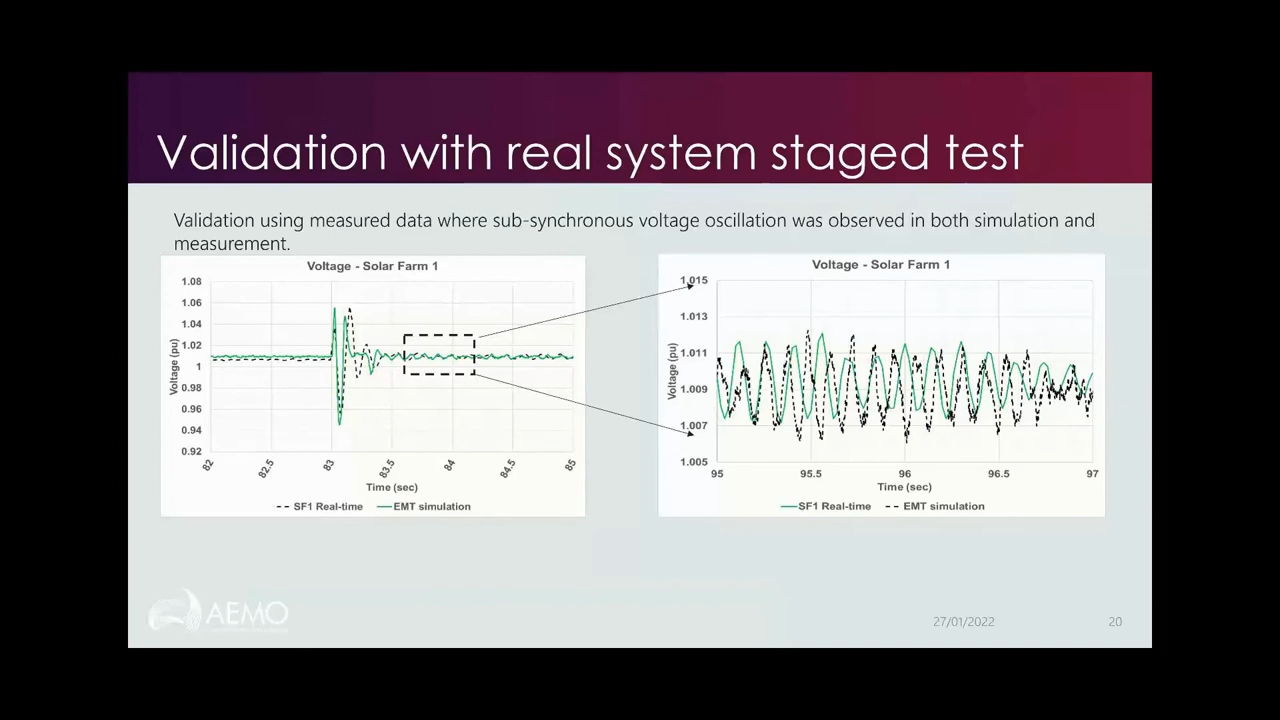 Validation with real system staged test
Validation using measured data where sub-synchronous voltage oscillation was observed in both simulation and
measurement.
Voltage - Solar Farm 1
1.08
1.06
1.04
1.02
1
0.98
0.96
0.94
0.92
Voltage (pu)
82
82.5
83
83.5
84
84.5
85
Time (sec)
SF1 Real-time
EMT simulation
Voltage - Solar Farm 1
1.015
1.013
1.011
1.009
1.007
1.005
Voltage (pu)
95
95.5
96
96.5
97
Time (sec)
SF1 Real-time
EMT simulation
AEMO
27/01/2022
20